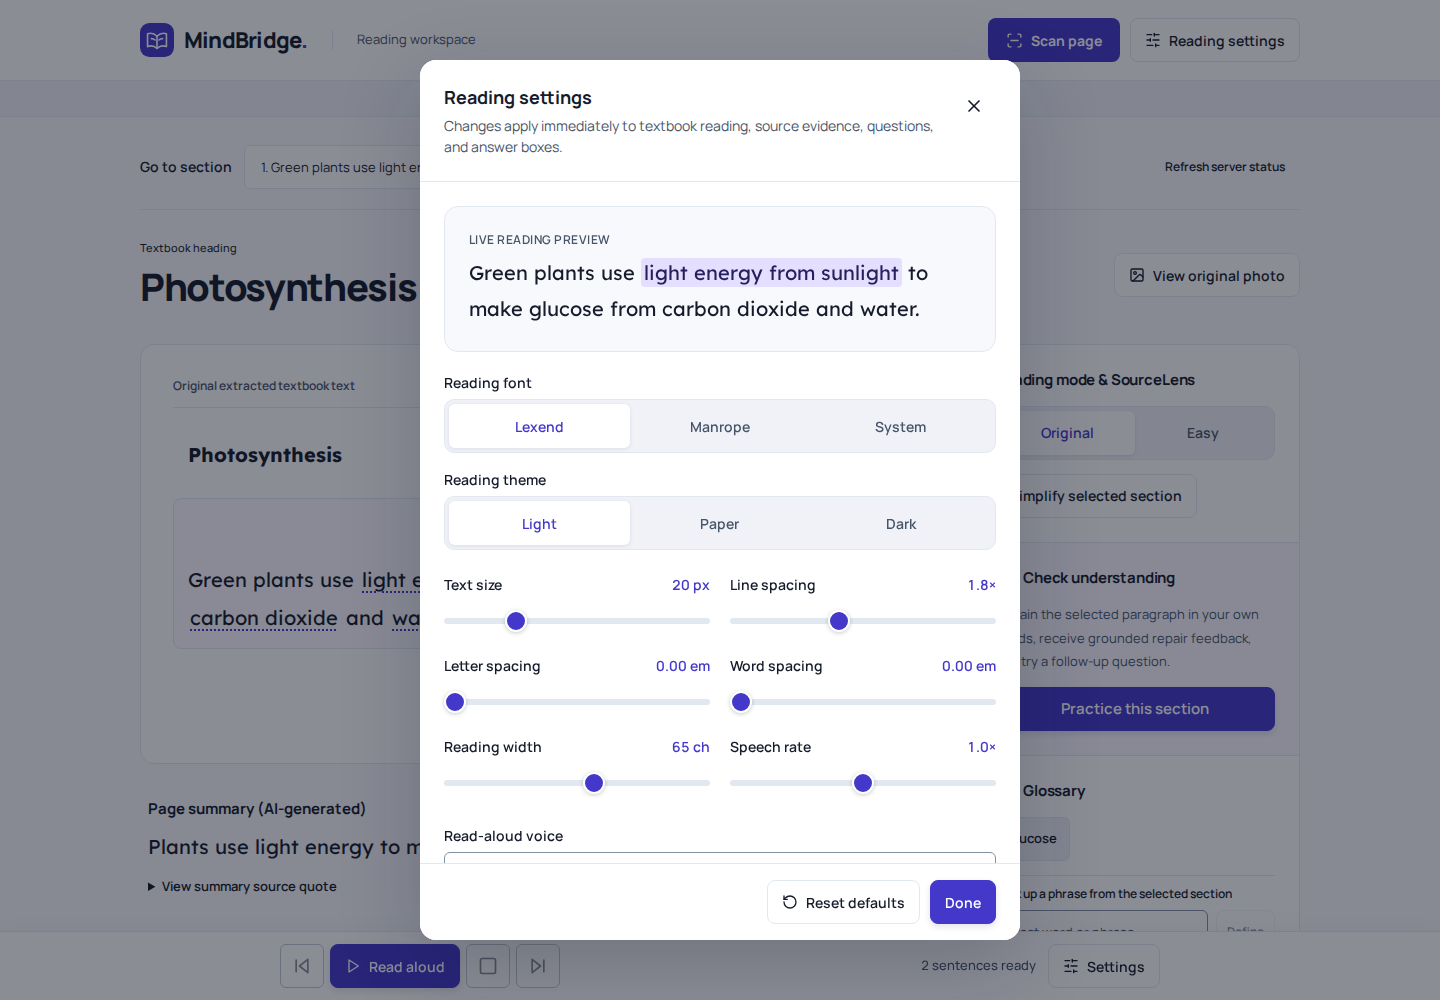 MindBridge.
Reading workspace
Scan page
Reading settings
Go to section
1. Green plants use light er
Refresh server status
Textbook heading
Photosynthesis
View original photo
Original extracted textbook text
Photosynthesis
Green plants use light e
carbon dioxide and wa
Page summary (AI-generated)
Plants use light energy to m
View summary source quote
Reading settings
Changes apply immediately to textbook reading, source evidence, questions,
and answer boxes.
LIVE READING PREVIEW
Green plants use light energy from sunlight to
make glucose from carbon dioxide and water.
Reading font
Lexend
Manrope
System
Reading theme
Light
Paper
Dark
Text size
20 px
Line spacing
1.8×
Letter spacing
0.00 em
Word spacing
0.00 em
Reading width
65 ch
Speech rate
1.0×
Read-aloud voice
Reset defaults
Done
ding mode & SourceLens
Original
Easy
implify selected section
Check understanding
ain the selected paragraph in your own
ds, receive grounded repair feedback,
try a follow-up question.
Practice this section
Glossary
ucose
up a phrase from the selected section
Read aloud
2 sentences ready
Settings